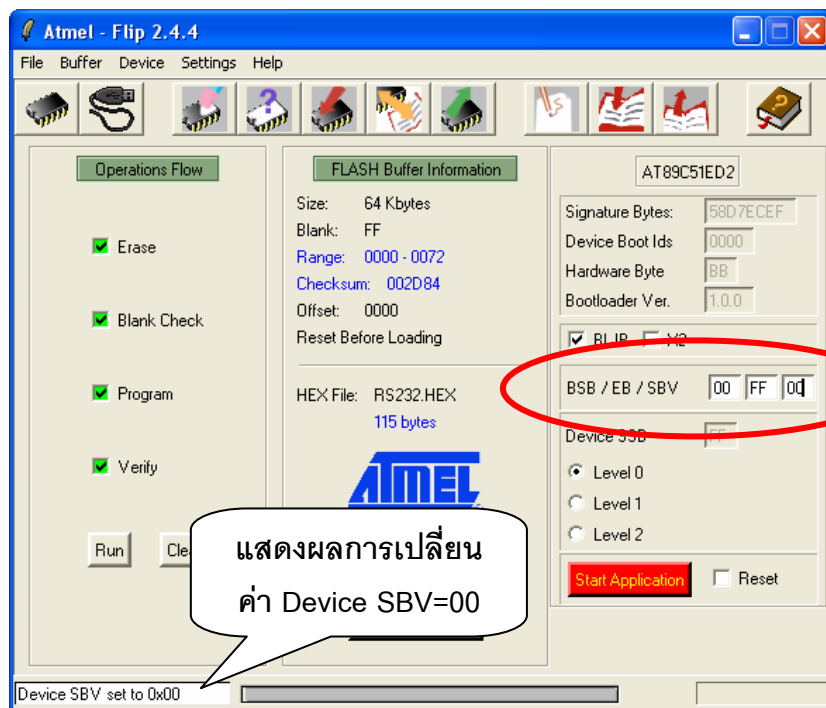 Atmel - Flip 2.4.4
File Buffer Device Settings Help
Operations Flow
Erase
Blank Check
Program
Verify
Run
FLASH Buffer Information
Size: 64 Kbytes
Blank: FF
Range: 0000 - 0072
Checksum: 002D84
Offset: 0000
Reset Before Loading
HEX File: RS232.HEX
115 bytes
ATMEL
AT89C51ED2
Signature Bytes: 58D7ECEF
Device Boot Ids 0000
Hardware Byte BB
Bootloader Ver. 1.0.0
BLJB X2
BSB / EB / SBV 00 FF 00
Device SSB FF
Level 0
Level 1
Level 2
Start Application Reset
แสดงผลการเปลี่ยน
ค่า Device SBV=00
Device SBV set to 0x00